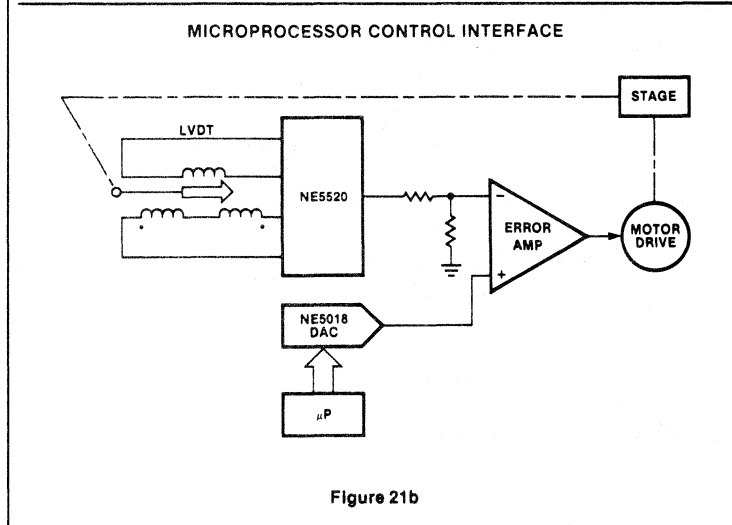 MICROPROCESSOR CONTROL INTERFACE
STAGE
LVDT
NE5520
−
ERROR
AMP
+
MOTOR
DRIVE
NE5018
DAC
μP
Figure 21b